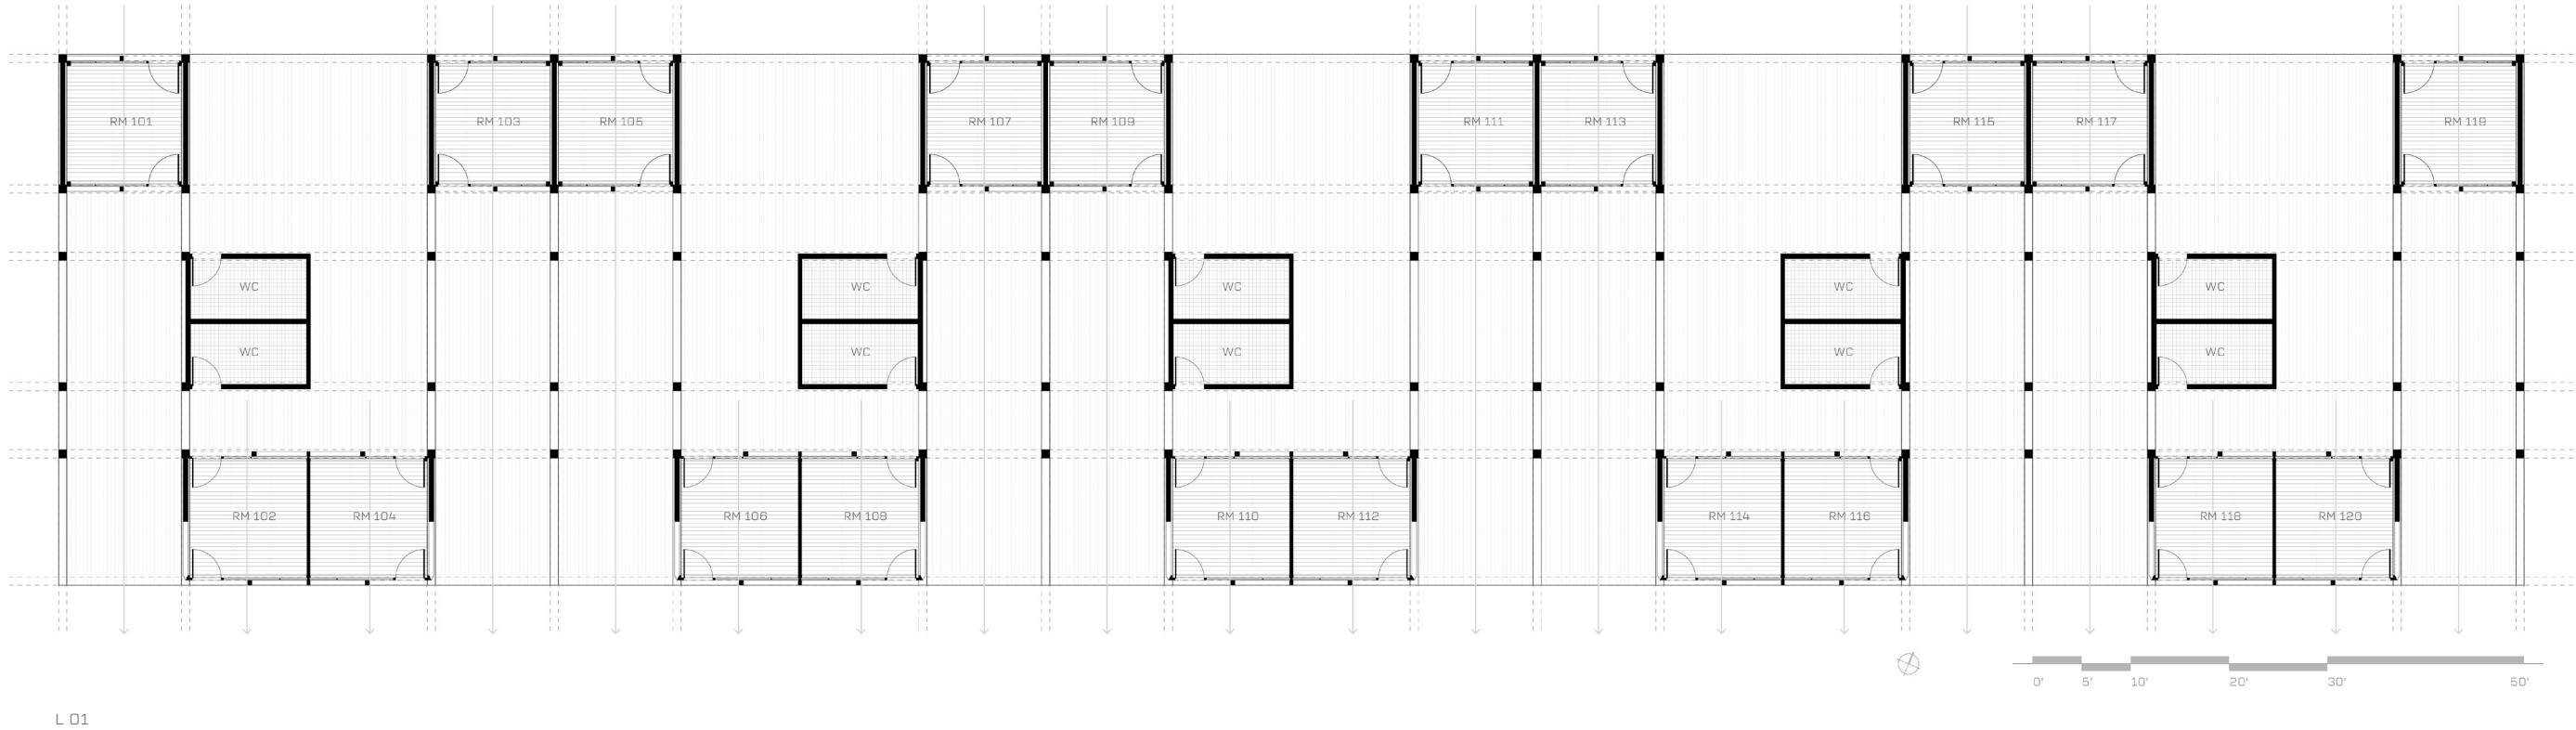 RM 101 RM 103 RM 105 RM 107 RM 109 RM 111 RM 113 RM 115 RM 117 RM 119
WC WC WC WC WC
WC WC WC WC WC
RM 102 RM 104 RM 106 RM 108 RM 110 RM 112 RM 114 RM 116 RM 118 RM 120
0' 5' 10' 20' 30' 50'
L 01